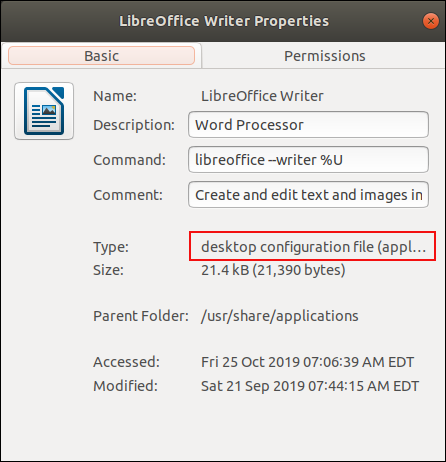 LibreOffice Writer Properties
Basic Permissions
Name: LibreOffice Writer
Description: Word Processor
Command: libreoffice --writer %U
Comment: Create and edit text and images in
Type: desktop configuration file (appl…
Size: 21.4 kB (21,390 bytes)
Parent Folder: /usr/share/applications
Accessed: Fri 25 Oct 2019 07:06:39 AM EDT
Modified: Sat 21 Sep 2019 07:44:15 AM EDT